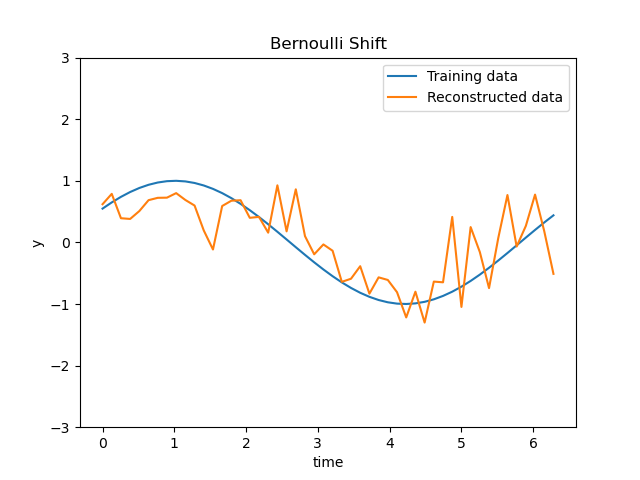 Bernoulli Shift
Training data
Reconstructed data
3
2
1
0
−1
−2
−3
y
0 1 2 3 4 5 6
time